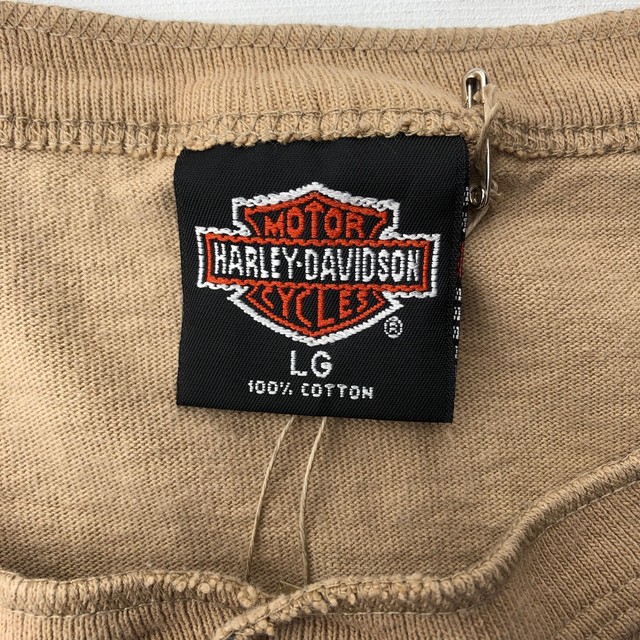 MOTOR
HARLEY-DAVIDSON
CYCLES
®
LG
100% COTTON